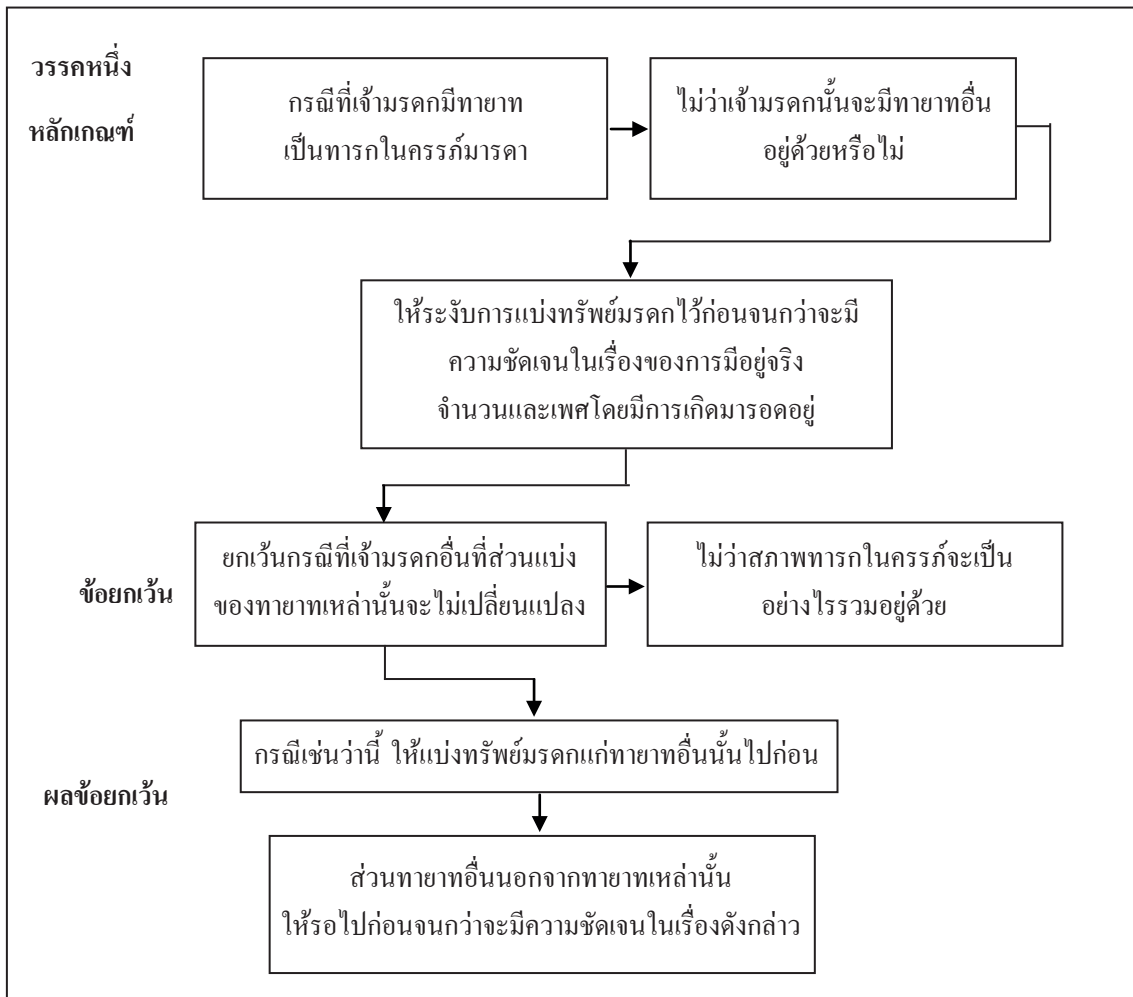 วรรคหนึ่ง
หลักเกณฑ์
กรณีที่เจ้ามรดกมีทายาท
เป็นทารกในครรภ์มารดา
ไม่ว่าเจ้ามรดกนั้นจะมีทายาทอื่น
อยู่ด้วยหรือไม่
ให้ระงับการแบ่งทรัพย์มรดกไว้ก่อนจนกว่าจะมี
ความชัดเจนในเรื่องของการมีอยู่จริง
จำนวนและเพศโดยมีการเกิดมารอดอยู่
ข้อยกเว้น
ยกเว้นกรณีที่เจ้ามรดกอื่นที่ส่วนแบ่ง
ของทายาทเหล่านั้นจะไม่เปลี่ยนแปลง
ไม่ว่าสภาพทารกในครรภ์จะเป็น
อย่างไรรวมอยู่ด้วย
ผลข้อยกเว้น
กรณีเช่นว่านี้ ให้แบ่งทรัพย์มรดกแก่ทายาทอื่นนั้นไปก่อน
ส่วนทายาทอื่นนอกจากทายาทเหล่านั้น
ให้รอไปก่อนจนกว่าจะมีความชัดเจนในเรื่องดังกล่าว